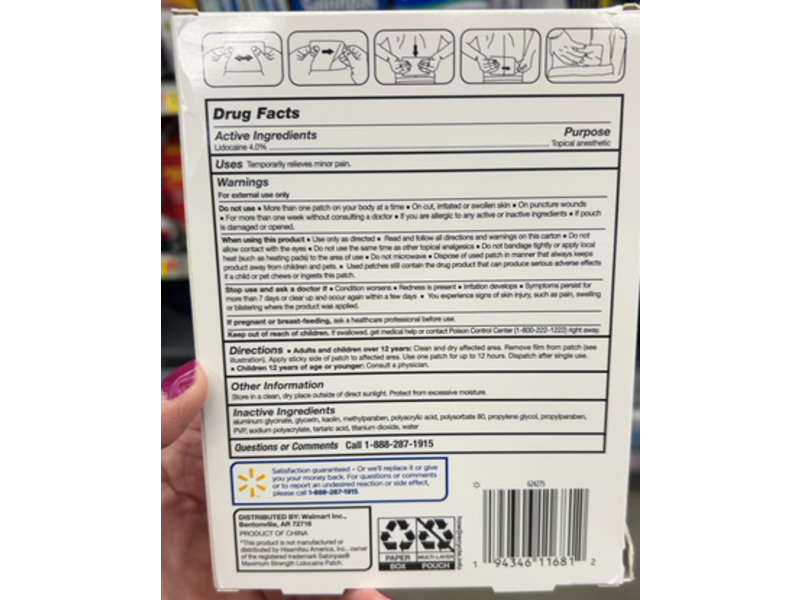 Drug Facts
Active Ingredients Purpose
Lidocaine 4.0% Topical anesthetic
Uses Temporarily relieves minor pain.
Warnings
For external use only
Do not use ▪ More than one patch on your body at a time ▪ On cut, irritated or swollen skin ▪ On puncture wounds
▪ For more than one week without consulting a doctor ▪ If you are allergic to any active or inactive ingredients ▪ If pouch
is damaged or opened.
When using this product ▪ Use only as directed ▪ Read and follow all directions and warnings on this carton ▪ Do not
allow contact with the eyes ▪ Do not use the same time as other topical analgesics ▪ Do not bandage tightly or apply local
heat (such as heating pads) to the area of use ▪ Do not microwave ▪ Dispose of used patch in manner that always keeps
product away from children and pets. ▪ Used patches still contain the drug product that can produce serious adverse effects
if a child or pet chews or ingests this patch.
Stop use and ask a doctor if ▪ Condition worsens ▪ Redness is present ▪ Irritation develops ▪ Symptoms persist for
more than 7 days or clear up and occur again within a few days ▪ You experience signs of skin injury, such as pain, swelling
or blistering where the product was applied.
If pregnant or breast-feeding, ask a healthcare professional before use.
Keep out of reach of children. If swallowed, get medical help or contact Poison Control Center (1-800-222-1222) right away.
Directions ▪ Adults and children over 12 years: Clean and dry affected area. Remove film from patch (see
illustration). Apply sticky side of patch to affected area. Use one patch for up to 12 hours. Dispatch after single use.
▪ Children 12 years of age or younger: Consult a physician.
Other Information
Store in a clean, dry place outside of direct sunlight. Protect from excessive moisture.
Inactive Ingredients
aluminum glycinate, glycerin, kaolin, methylparaben, polyacrylic acid, polysorbate 80, propylene glycol, propylparaben,
PVP, sodium polyacrylate, tartaric acid, titanium dioxide, water
Questions or Comments Call 1-888-287-1915
Satisfaction guaranteed - Or we'll replace it or give
you your money back. For questions or comments
or to report an undesired reaction or side effect,
please call 1-888-287-1915.
DISTRIBUTED BY: Walmart Inc.,
Bentonville, AR 72716
PRODUCT OF CHINA
*This product is not manufactured or
distributed by Hisamitsu America, Inc., owner
of the registered trademark Salonpas®
Maximum Strength Lidocaine Patch.
PAPER
BOX
MULTI-LAYER
POUCH
how2recycle.info
624275
1 94346 11681 2